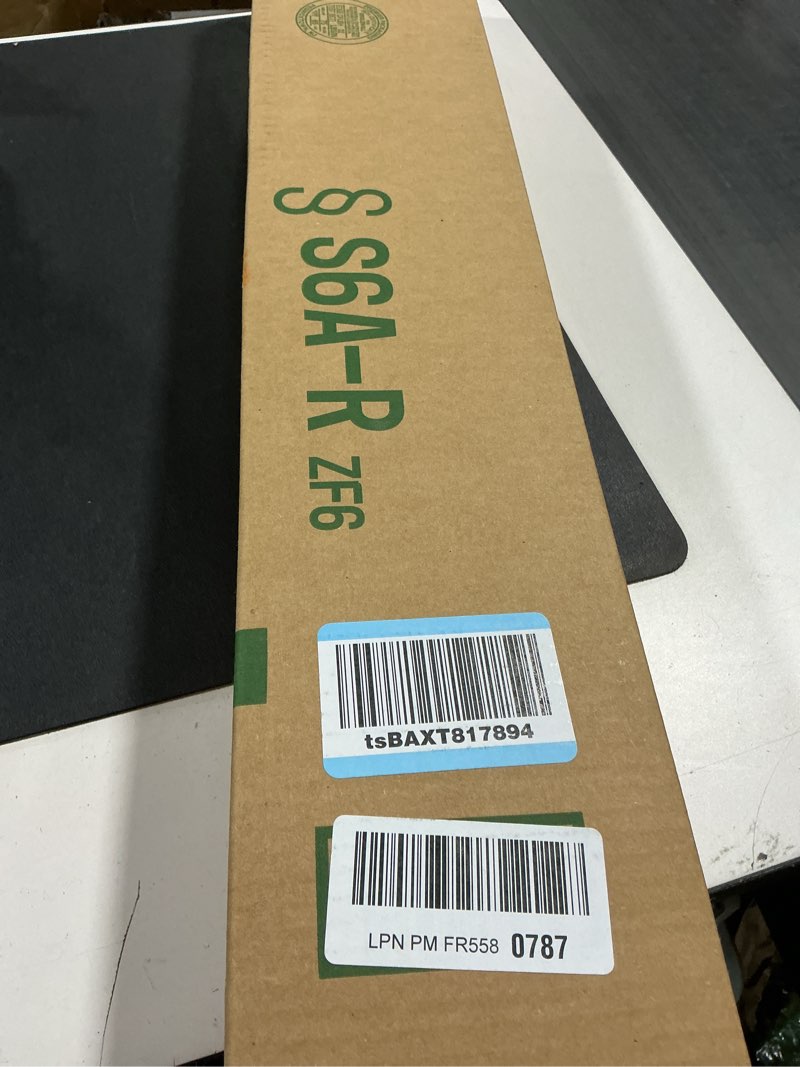 § S6A-R ZF6
tsBAXT817894
LPN PM FR558 0787